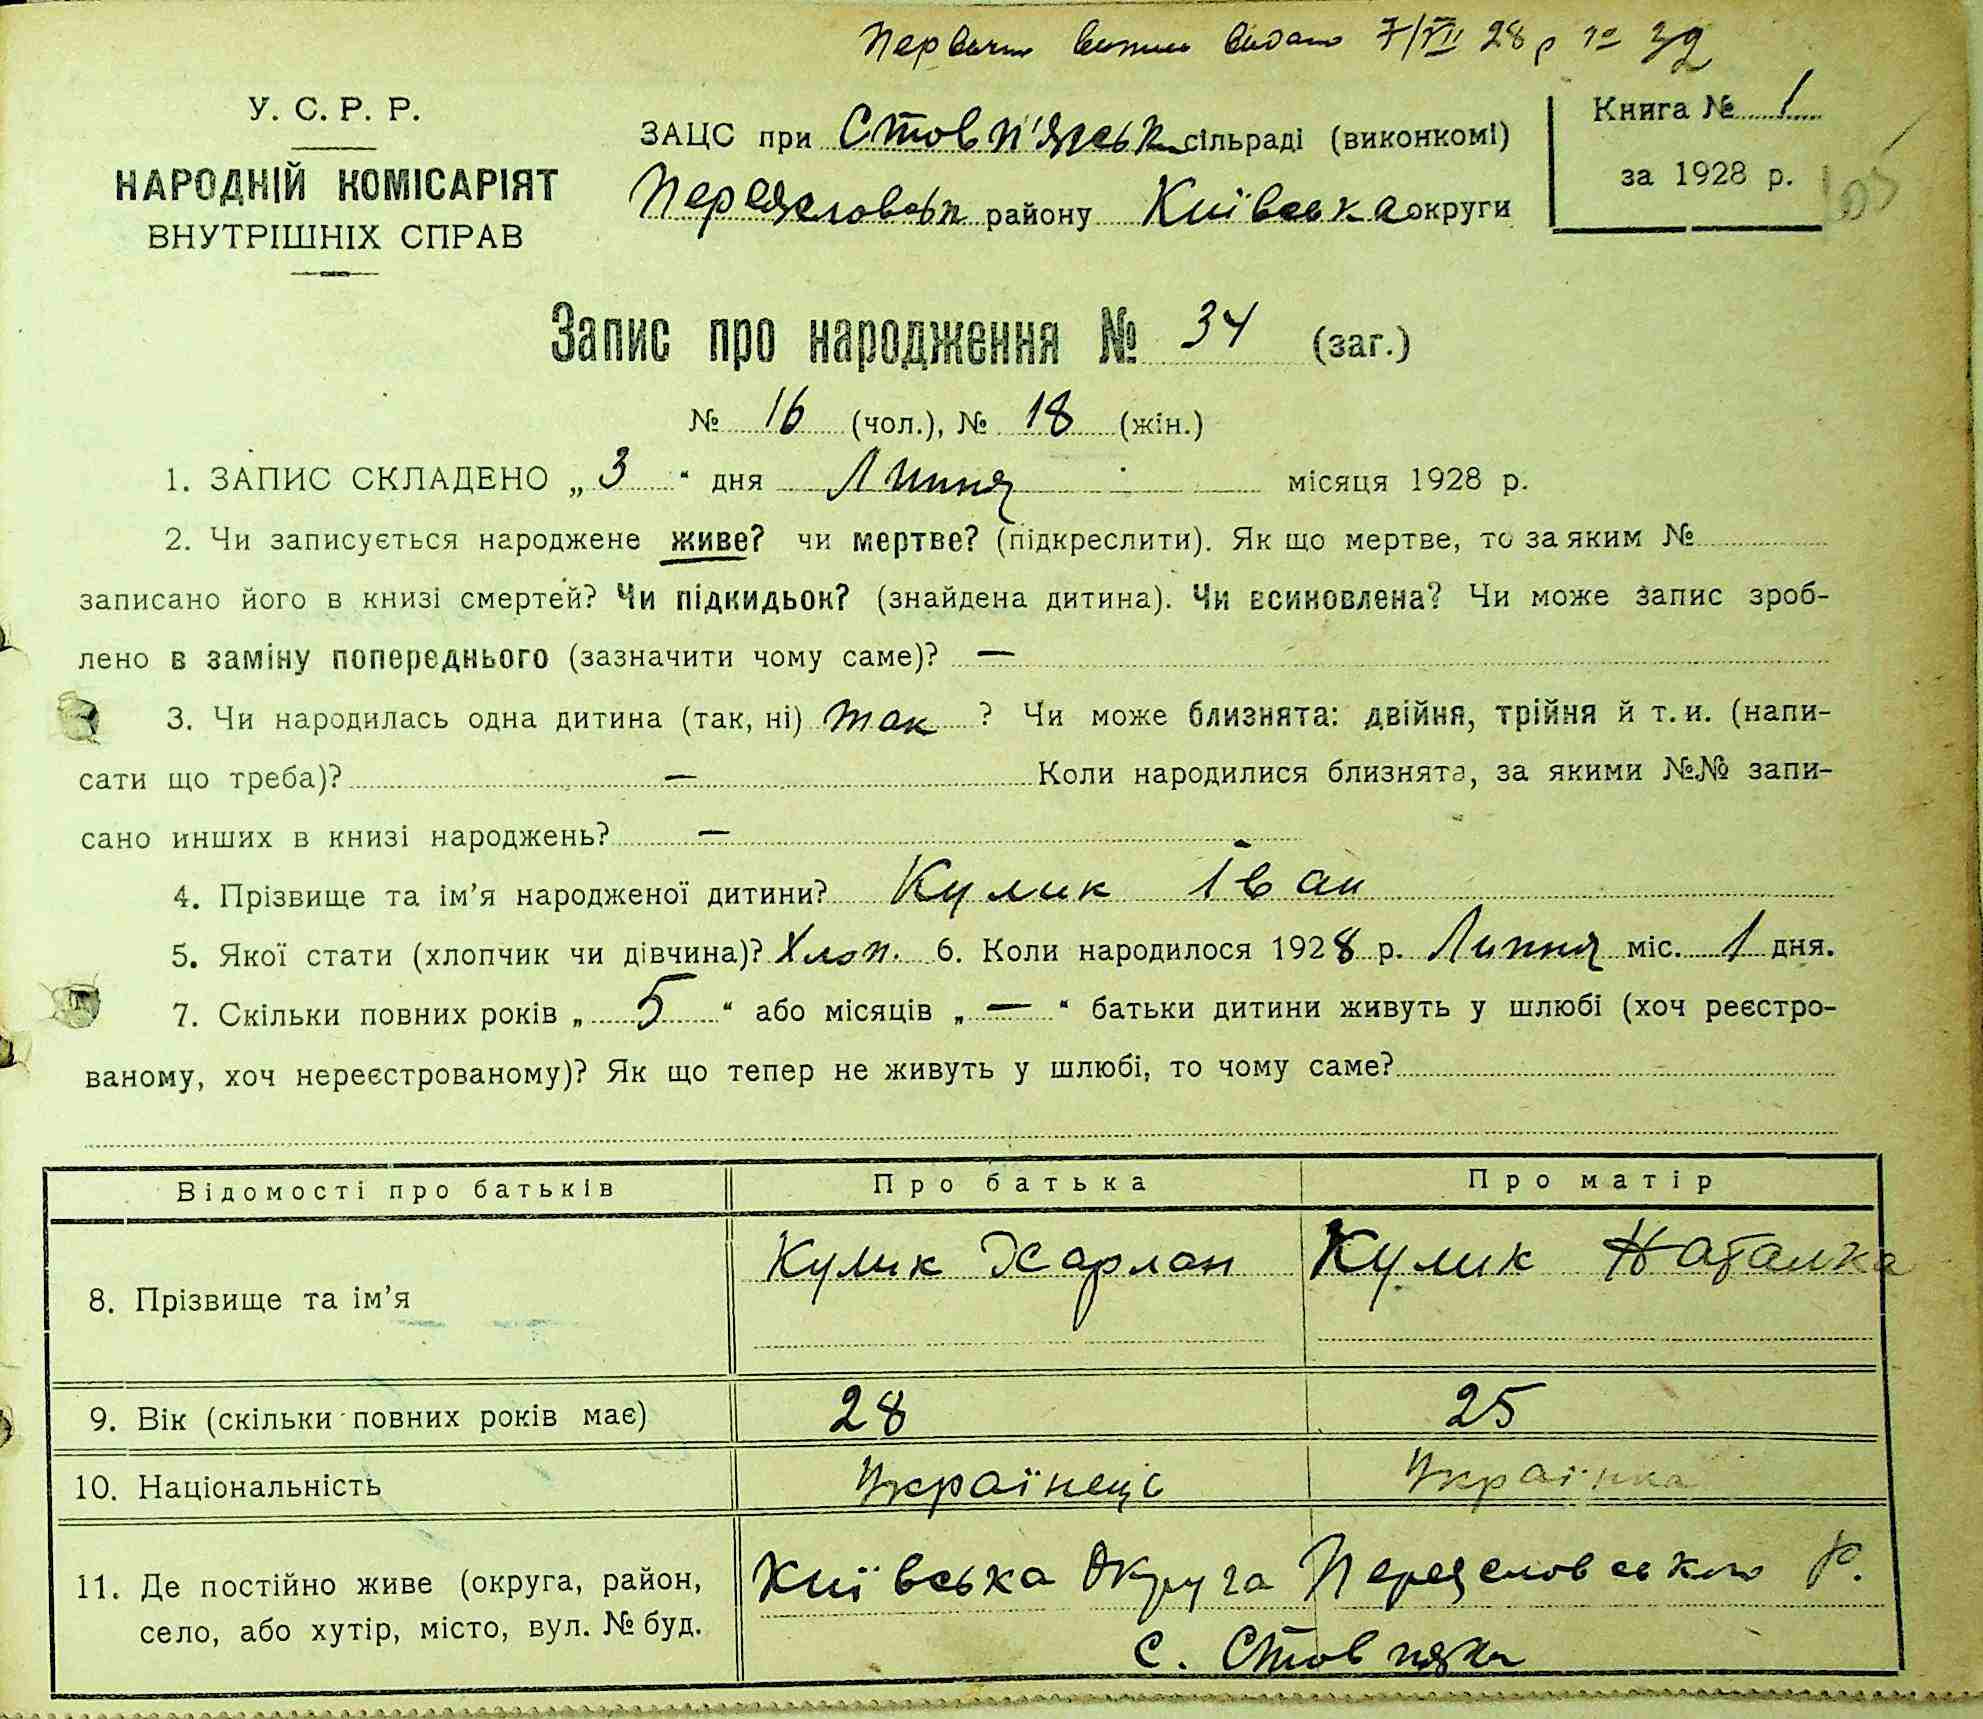 Первичн випис видано 7/VII 28 р № 32
У. С. Р. Р.
НАРОДНІЙ КОМІСАРІЯТ
ВНУТРІШНІХ СПРАВ
ЗАЦС при Стовп'яськ сільраді (виконкомі)
Переяславськ району Київська округи
Книга № 1
за 1928 р.
105
Запис про народження № 34 (заг.)
№ 16 (чол.), № 18 (жін.)
1. ЗАПИС СКЛАДЕНО „ 3 “ дня Липня місяця 1928 р.
2. Чи записується народжене живе? чи мертве? (підкреслити). Як що мертве, то за яким №
записано його в книзі смертей? Чи підкидьок? (знайдена дитина). Чи всиновлена? Чи може запис зроб-
лено в заміну попереднього (зазначити чому саме)? —
3. Чи народилась одна дитина (так, ні) так ? Чи може близнята: двійня, трійня й т. и. (напи-
сати що треба)? — Коли народилися близнята, за якими №№ запи-
сано инших в книзі народжень? —
4. Прізвище та ім'я народженої дитини? Кулик Іван
5. Якої стати (хлопчик чи дівчина)? Хлоп. 6. Коли народилося 1928 р. Липня міс. 1 дня.
7. Скільки повних років „ 5 “ або місяців „ — “ батьки дитини живуть у шлюбі (хоч реєстро-
ваному, хоч нереєстрованому)? Як що тепер не живуть у шлюбі, то чому саме?
Відомості про батьків Про батька Про матір
8. Прізвище та ім'я Кулик Харлан Кулик Наталка
9. Вік (скільки повних років має) 28 25
10. Національність Українець Українка
11. Де постійно живе (округа, район, Київська Округа Переяславського р.
село, або хутір, місто, вул. № буд. с. Стовпяги